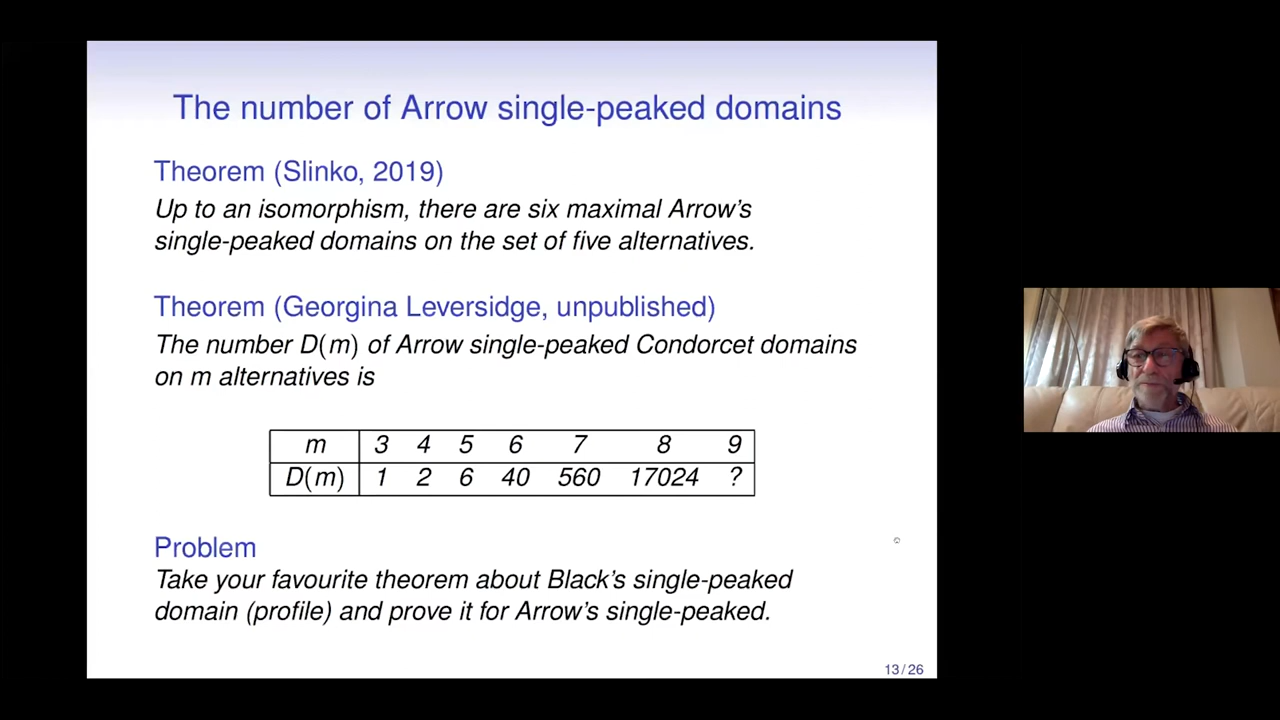 The number of Arrow single-peaked domains
Theorem (Slinko, 2019)
Up to an isomorphism, there are six maximal Arrow's
single-peaked domains on the set of five alternatives.
Theorem (Georgina Leversidge, unpublished)
The number D(m) of Arrow single-peaked Condorcet domains
on m alternatives is
m 3 4 5 6 7 8 9
D(m) 1 2 6 40 560 17024 ?
Problem
Take your favourite theorem about Black's single-peaked
domain (profile) and prove it for Arrow's single-peaked.
13/26